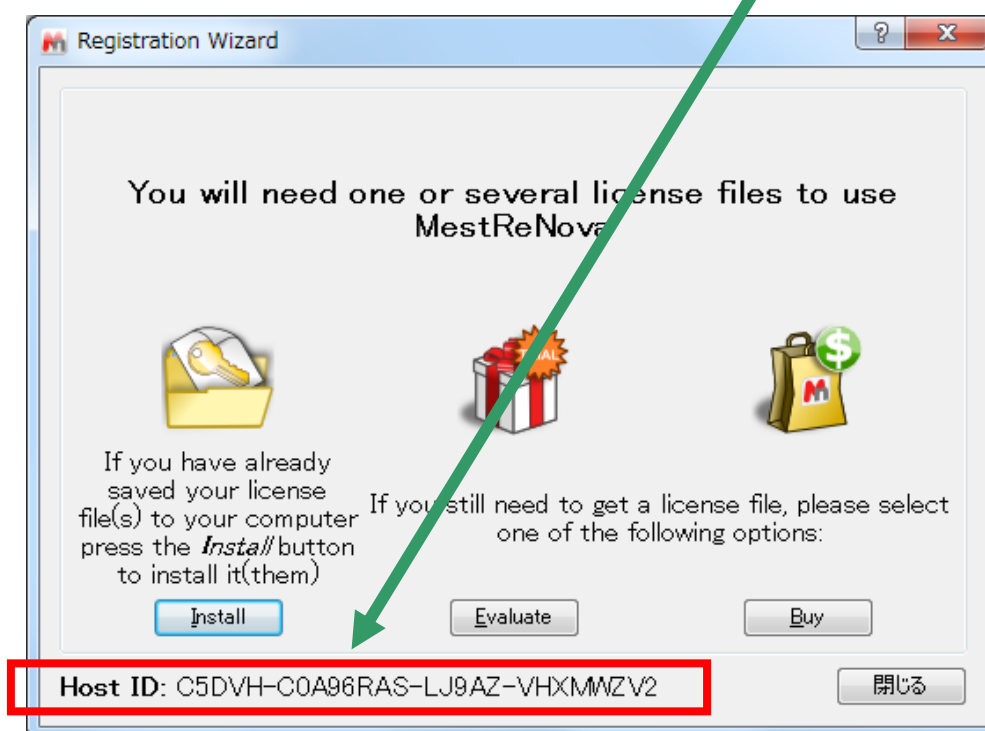 Registration Wizard
You will need one or several license files to use
MestReNova
If you have already
saved your license
file(s) to your computer
press the Install button
to install it(them)
If you still need to get a license file, please select
one of the following options:
Install
Evaluate
Buy
Host ID: C5DVH-C0A96RAS-LJ9AZ-VHXMWZV2
閉じる